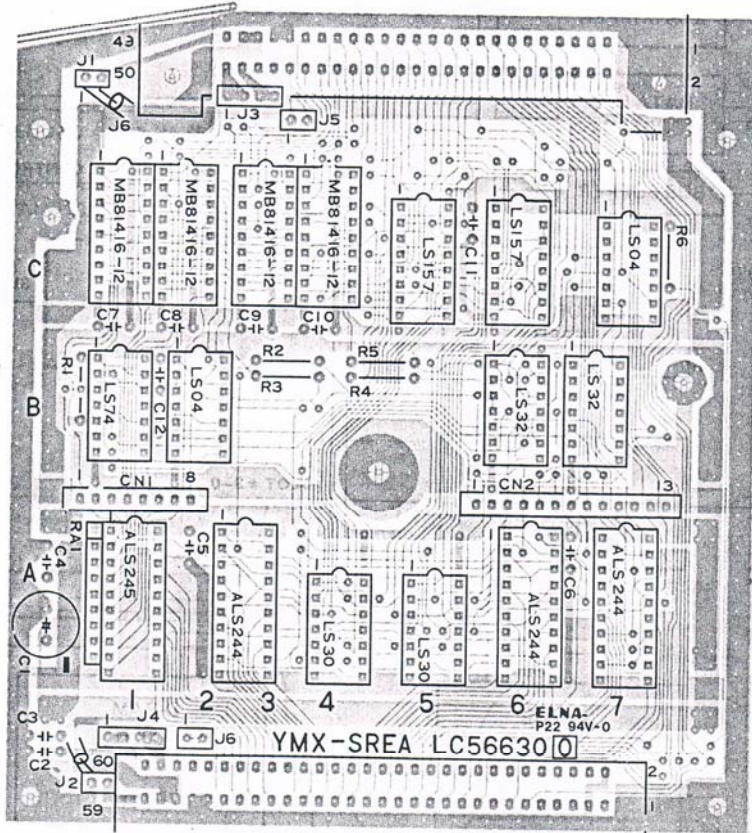 43
1
J1
50
2
J6
J3
J5
MB81416-12
MB81416-12
MB81416-12
MB81416-12
LS157
C11
LS157
LS04
R6
C
C7
C8
C9
C10
R1
LS74
C12
LS04
R2
R3
R5
R4
LS32
LS32
B
CN1
8
CN2
13
RA1
C4
ALS245
C5
ALS244
LS30
LS30
ALS244
C6
ALS244
A
C1
1
2
3
4
5
6
7
ELNA-
P22 94V-0
C3
J4
J6
YMX-SREA LC56630 0
C2
60
J2
59
2
1